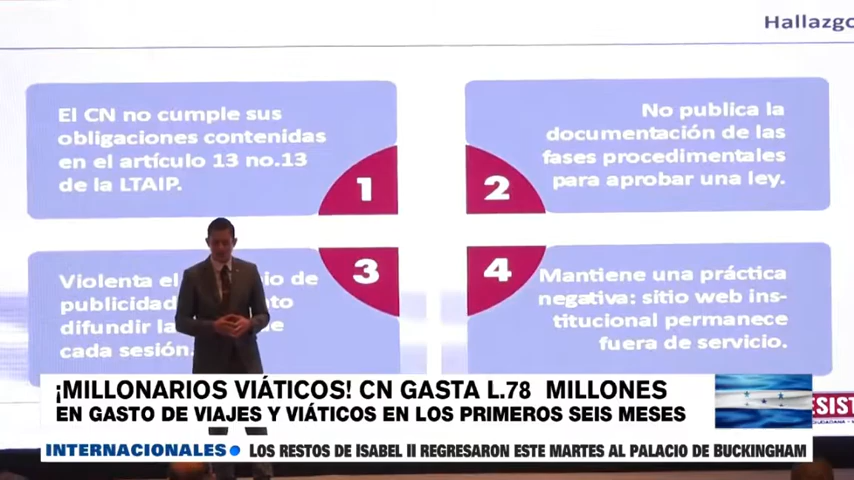 Hallazgo
El CN no cumple sus
obligaciones contenidas
en el artículo 13 no.13
de la LTAIP.
1
No publica la
documentación de las
fases procedimentales
para aprobar una ley.
2
Violenta el de
publicidad
difundir la
cada sesión.
3
Mantiene una práctica
negativa: sitio web ins-
titucional permanece
fuera de servicio.
4
¡MILLONARIOS VIÁTICOS! CN GASTA L.78 MILLONES
EN GASTO DE VIAJES Y VIÁTICOS EN LOS PRIMEROS SEIS MESES
ESIST
INTERNACIONALES
LOS RESTOS DE ISABEL II REGRESARON ESTE MARTES AL PALACIO DE BUCKINGHAM